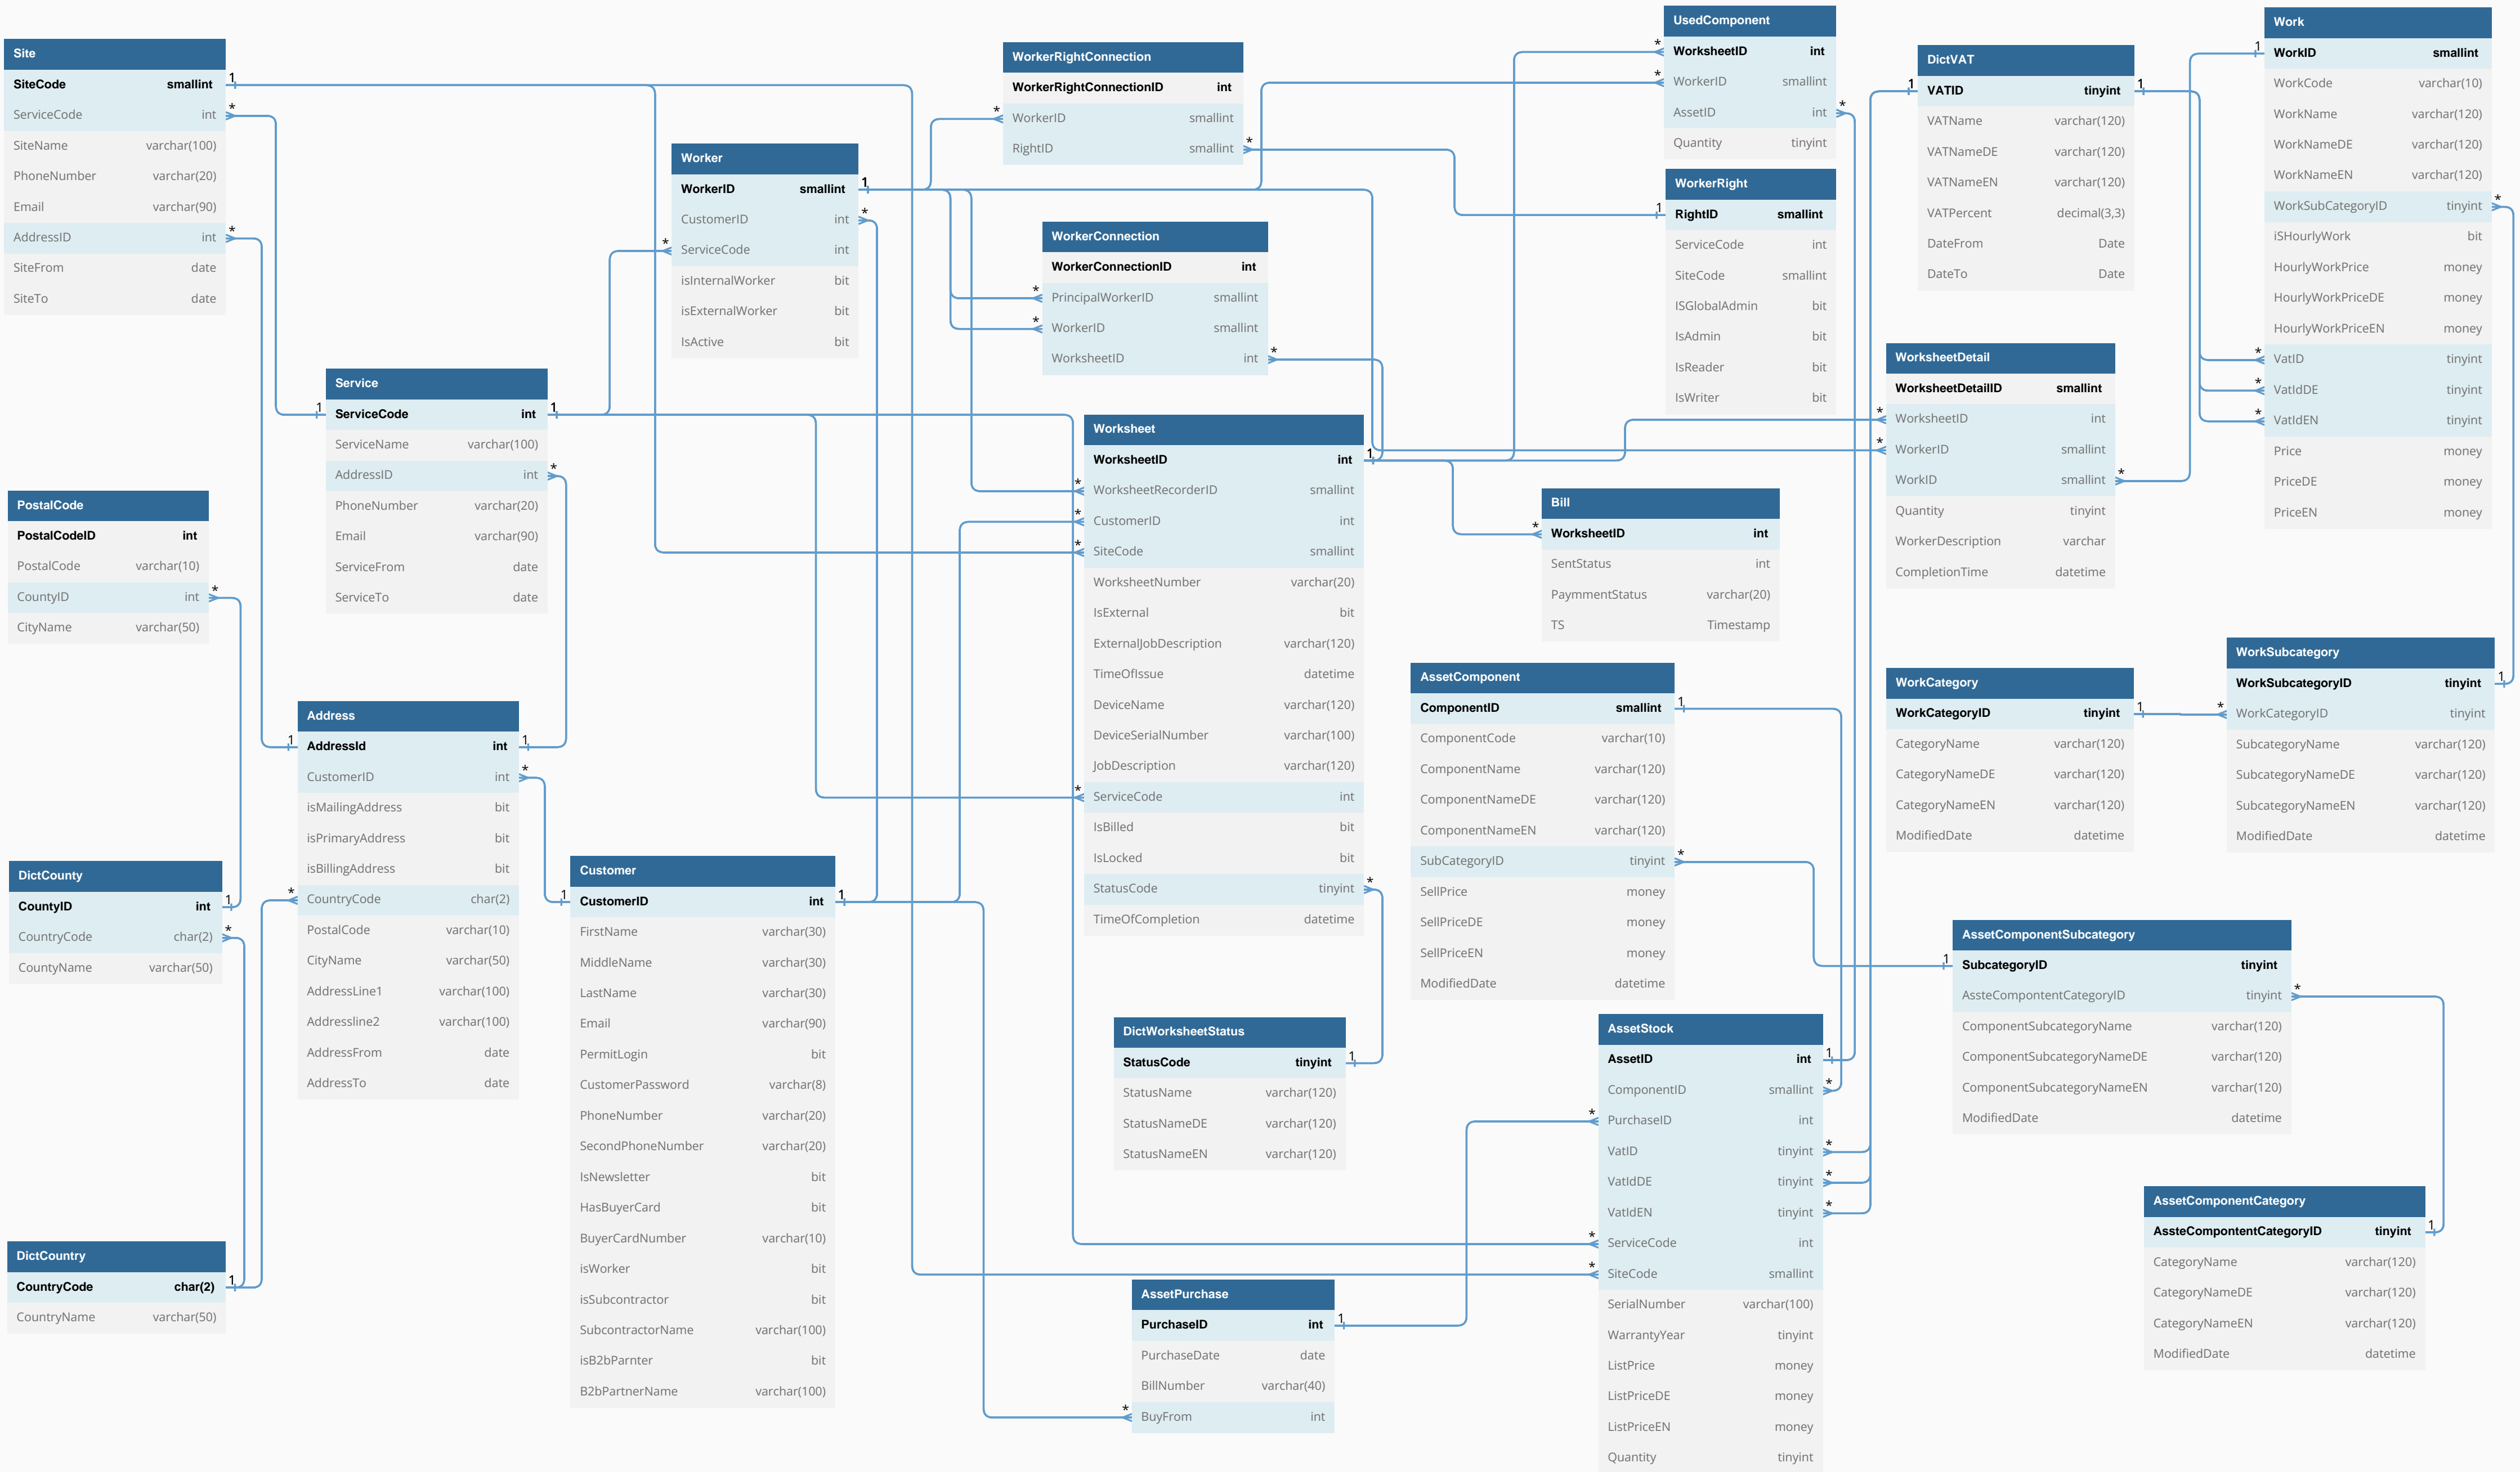 Site
SiteCode smallint
ServiceCode int
SiteName varchar(100)
PhoneNumber varchar(20)
Email varchar(90)
AddressID int
SiteFrom date
SiteTo date
PostalCode
PostalCodeID int
PostalCode varchar(10)
CountyID int
CityName varchar(50)
DictCounty
CountyID int
CountryCode char(2)
CountyName varchar(50)
DictCountry
CountryCode char(2)
CountryName varchar(50)
Service
ServiceCode int
ServiceName varchar(100)
AddressID int
PhoneNumber varchar(20)
Email varchar(90)
ServiceFrom date
ServiceTo date
Address
AddressId int
CustomerID int
isMailingAddress bit
isPrimaryAddress bit
isBillingAddress bit
CountryCode char(2)
PostalCode varchar(10)
CityName varchar(50)
AddressLine1 varchar(100)
Addressline2 varchar(100)
AddressFrom date
AddressTo date
Worker
WorkerID smallint
CustomerID int
ServiceCode int
isInternalWorker bit
isExternalWorker bit
IsActive bit
Customer
CustomerID int
FirstName varchar(30)
MiddleName varchar(30)
LastName varchar(30)
Email varchar(90)
PermitLogin bit
CustomerPassword varchar(8)
PhoneNumber varchar(20)
SecondPhoneNumber varchar(20)
IsNewsletter bit
HasBuyerCard bit
BuyerCardNumber varchar(10)
isWorker bit
isSubcontractor bit
SubcontractorName varchar(100)
isB2bParnter bit
B2bPartnerName varchar(100)
WorkerRightConnection
WorkerRightConnectionID int
WorkerID smallint
RightID smallint
WorkerConnection
WorkerConnectionID int
PrincipalWorkerID smallint
WorkerID smallint
WorksheetID int
Worksheet
WorksheetID int
WorksheetRecorderID smallint
CustomerID int
SiteCode smallint
WorksheetNumber varchar(20)
IsExternal bit
ExternalJobDescription varchar(120)
TimeOfIssue datetime
DeviceName varchar(120)
DeviceSerialNumber varchar(100)
JobDescription varchar(120)
ServiceCode int
IsBilled bit
IsLocked bit
StatusCode tinyint
TimeOfCompletion datetime
DictWorksheetStatus
StatusCode tinyint
StatusName varchar(120)
StatusNameDE varchar(120)
StatusNameEN varchar(120)
AssetPurchase
PurchaseID int
PurchaseDate date
BillNumber varchar(40)
BuyFrom int
UsedComponent
WorksheetID int
WorkerID smallint
AssetID int
Quantity tinyint
WorkerRight
RightID smallint
ServiceCode int
SiteCode smallint
ISGlobalAdmin bit
IsAdmin bit
IsReader bit
IsWriter bit
Bill
WorksheetID int
SentStatus int
PaymmentStatus varchar(20)
TS Timestamp
AssetComponent
ComponentID smallint
ComponentCode varchar(10)
ComponentName varchar(120)
ComponentNameDE varchar(120)
ComponentNameEN varchar(120)
SubCategoryID tinyint
SellPrice money
SellPriceDE money
SellPriceEN money
ModifiedDate datetime
AssetStock
AssetID int
ComponentID smallint
PurchaseID int
VatID tinyint
VatIdDE tinyint
VatIdEN tinyint
ServiceCode int
SiteCode smallint
SerialNumber varchar(100)
WarrantyYear tinyint
ListPrice money
ListPriceDE money
ListPriceEN money
Quantity tinyint
DictVAT
VATID tinyint
VATName varchar(120)
VATNameDE varchar(120)
VATNameEN varchar(120)
VATPercent decimal(3,3)
DateFrom Date
DateTo Date
WorksheetDetail
WorksheetDetailID smallint
WorksheetID int
WorkerID smallint
WorkID smallint
Quantity tinyint
WorkerDescription varchar
CompletionTime datetime
WorkCategory
WorkCategoryID tinyint
CategoryName varchar(120)
CategoryNameDE varchar(120)
CategoryNameEN varchar(120)
ModifiedDate datetime
Work
WorkID smallint
WorkCode varchar(10)
WorkName varchar(120)
WorkNameDE varchar(120)
WorkNameEN varchar(120)
WorkSubCategoryID tinyint
iSHourlyWork bit
HourlyWorkPrice money
HourlyWorkPriceDE money
HourlyWorkPriceEN money
VatID tinyint
VatIdDE tinyint
VatIdEN tinyint
Price money
PriceDE money
PriceEN money
WorkSubcategory
WorkSubcategoryID tinyint
WorkCategoryID tinyint
SubcategoryName varchar(120)
SubcategoryNameDE varchar(120)
SubcategoryNameEN varchar(120)
ModifiedDate datetime
AssetComponentSubcategory
SubcategoryID tinyint
AssteCompontentCategoryID tinyint
ComponentSubcategoryName varchar(120)
ComponentSubcategoryNameDE varchar(120)
ComponentSubcategoryNameEN varchar(120)
ModifiedDate datetime
AssetComponentCategory
AssteCompontentCategoryID tinyint
CategoryName varchar(120)
CategoryNameDE varchar(120)
CategoryNameEN varchar(120)
ModifiedDate datetime